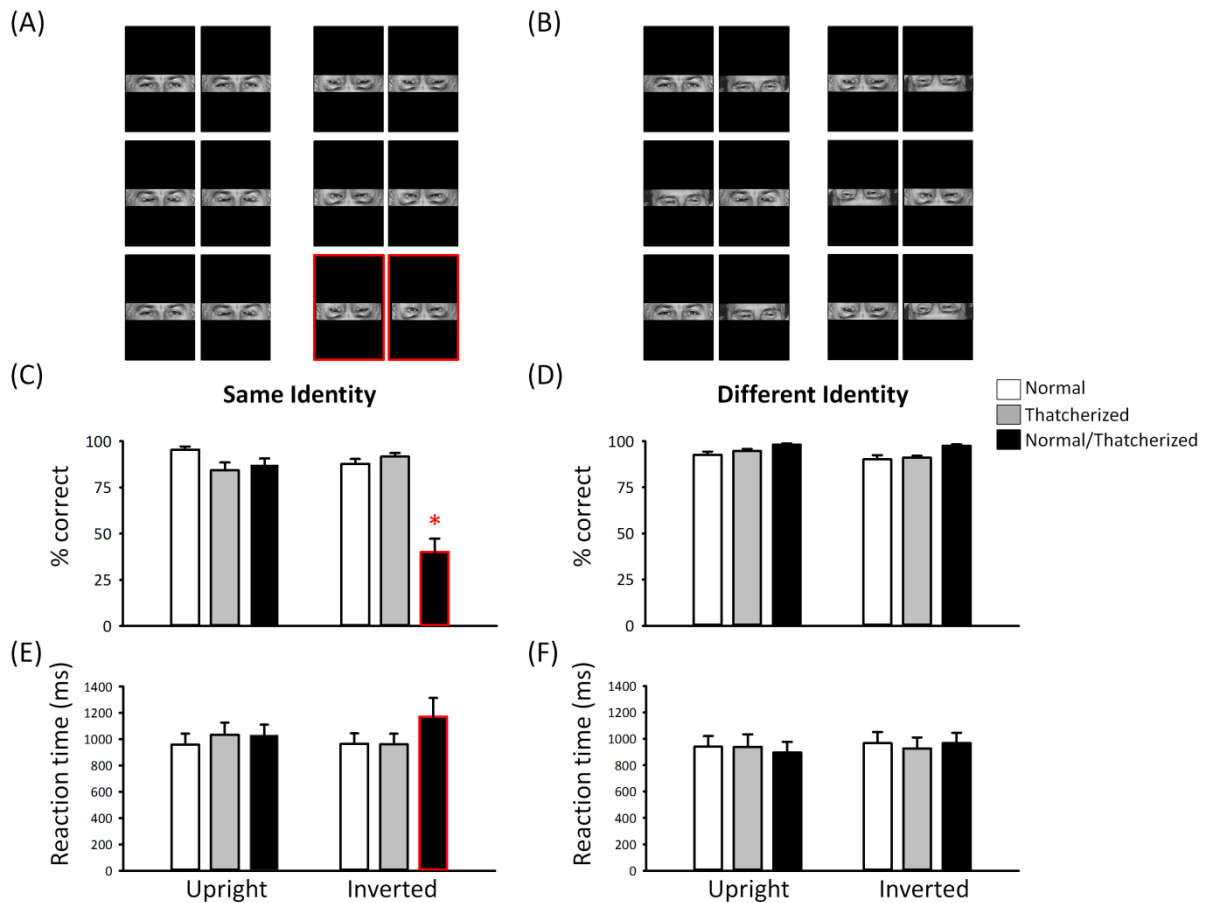 (A)
(B)
(C)
Same Identity
(D)
Different Identity
Normal
Thatcherized
Normal/Thatcherized
% correct
100
75
50
25
0
*
% correct
100
75
50
25
0
(E)
Reaction time (ms)
1400
1200
1000
800
600
400
200
0
Upright
Inverted
(F)
Reaction time (ms)
1400
1200
1000
800
600
400
200
0
Upright
Inverted